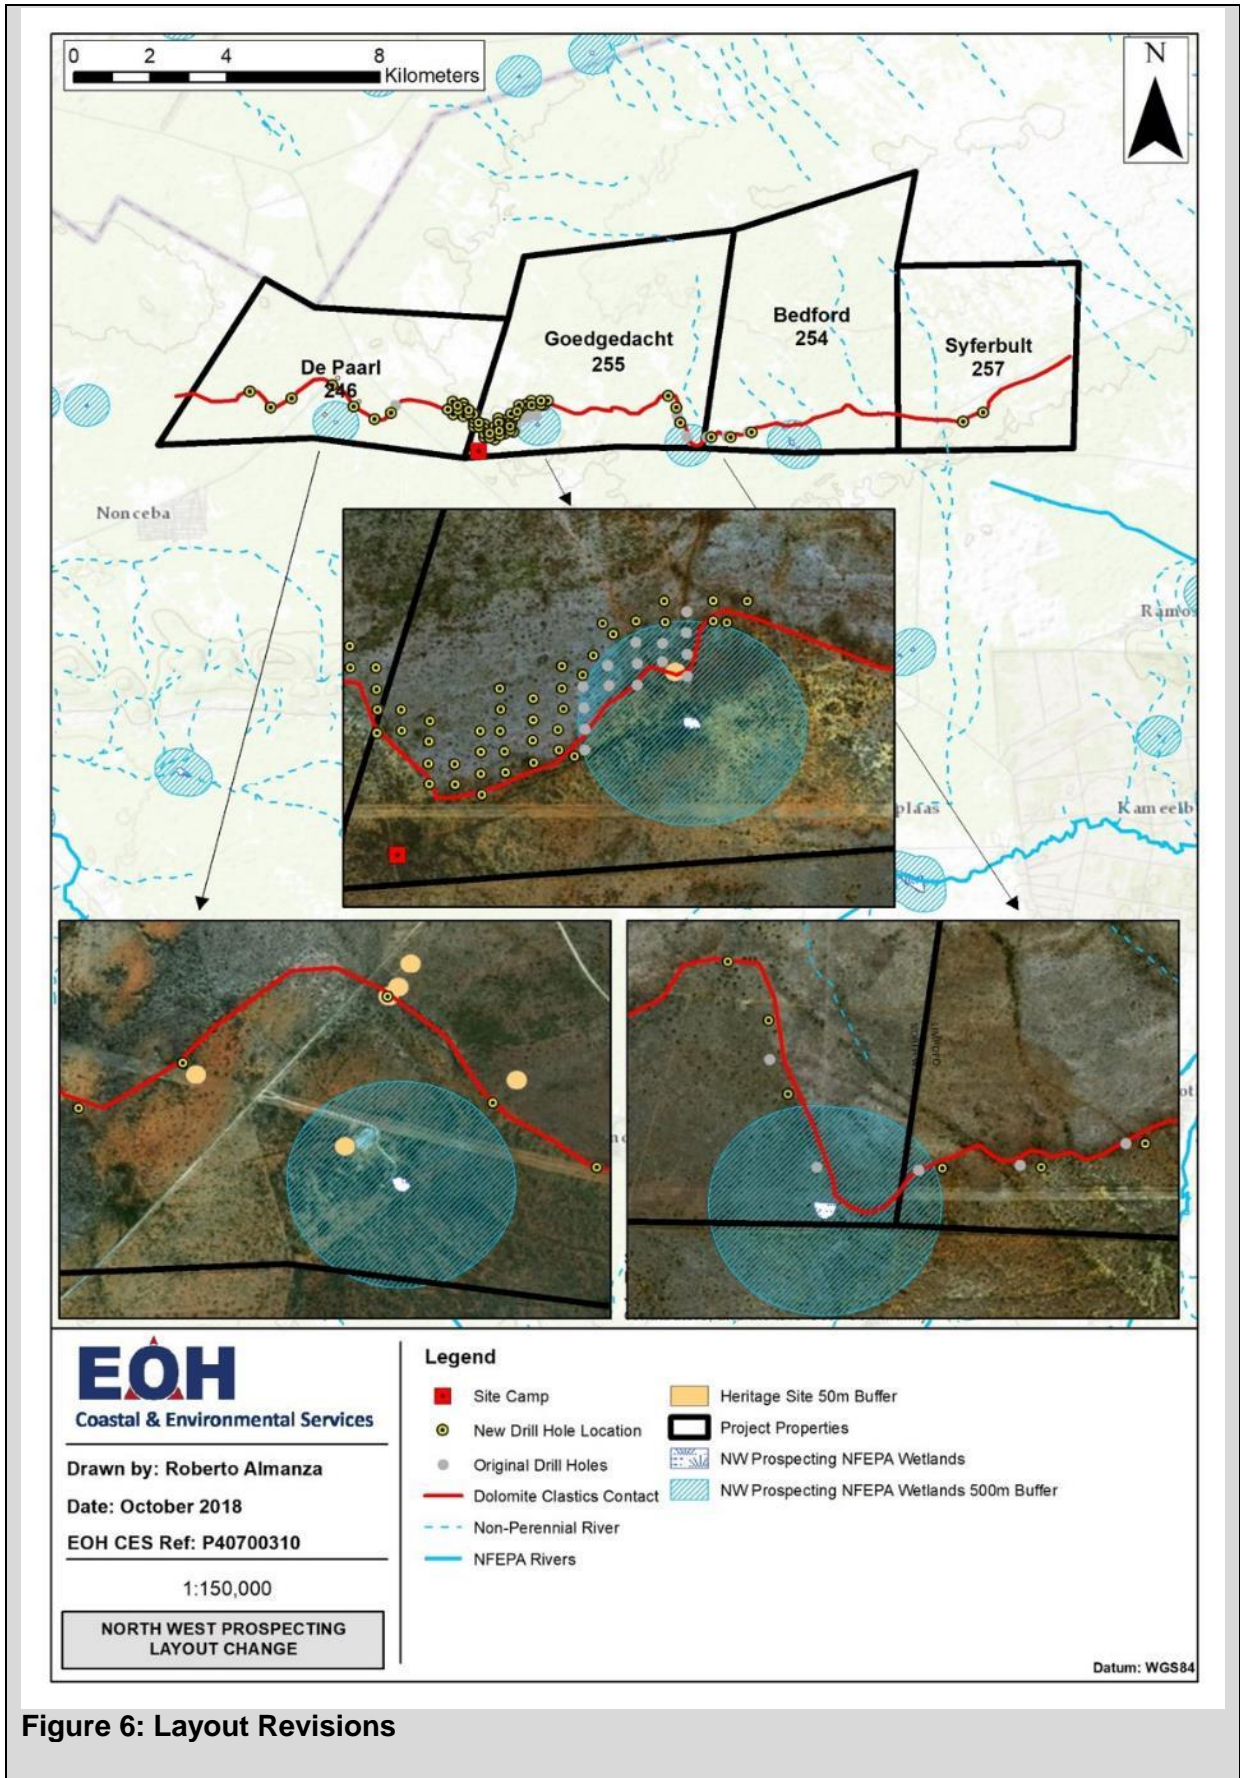 0 2 4 8
Kilometers
N
De Paarl
246
Goedgedacht
255
Bedford
254
Syferbult
257
Nonceba
Ramos
plaas
Kameelb
EOH
Coastal & Environmental Services
Drawn by: Roberto Almanza
Date: October 2018
EOH CES Ref: P40700310
1:150,000
NORTH WEST PROSPECTING
LAYOUT CHANGE
Legend
Site Camp
New Drill Hole Location
Original Drill Holes
Dolomite Clastics Contact
Non-Perennial River
NFEPA Rivers
Heritage Site 50m Buffer
Project Properties
NW Prospecting NFEPA Wetlands
NW Prospecting NFEPA Wetlands 500m Buffer
Datum: WGS84
Figure 6: Layout Revisions